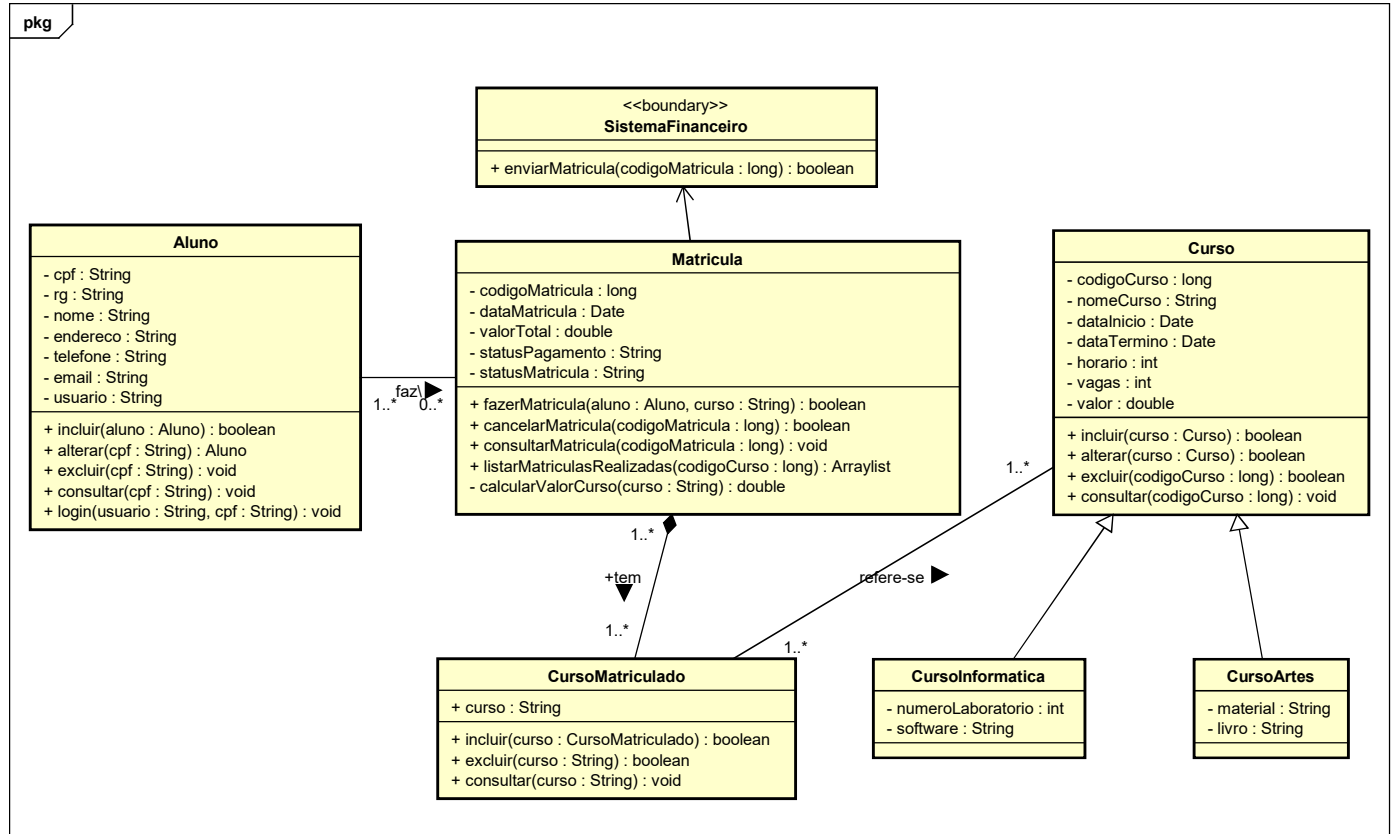 pkg
<<boundary>>
SistemaFinanceiro
+ enviarMatricula(codigoMatricula : long) : boolean
Aluno
- cpf : String
- rg : String
- nome : String
- endereco : String
- telefone : String
- email : String
- usuario : String
+ incluir(aluno : Aluno) : boolean
+ alterar(cpf : String) : Aluno
+ excluir(cpf : String) : void
+ consultar(cpf : String) : void
+ login(usuario : String, cpf : String) : void
faz\
1..*
0..*
Matricula
- codigoMatricula : long
- dataMatricula : Date
- valorTotal : double
- statusPagamento : String
- statusMatricula : String
+ fazerMatricula(aluno : Aluno, curso : String) : boolean
+ cancelarMatricula(codigoMatricula : long) : boolean
+ consultarMatricula(codigoMatricula : long) : void
+ listarMatriculasRealizadas(codigoCurso : long) : Arraylist
- calcularValorCurso(curso : String) : double
Curso
- codigoCurso : long
- nomeCurso : String
- dataInicio : Date
- dataTermino : Date
- horario : int
- vagas : int
- valor : double
+ incluir(curso : Curso) : boolean
+ alterar(curso : Curso) : boolean
+ excluir(codigoCurso : long) : boolean
+ consultar(codigoCurso : long) : void
1..*
1..*
+tem
refere-se
1..*
1..*
CursoMatriculado
+ curso : String
+ incluir(curso : CursoMatriculado) : boolean
+ excluir(curso : String) : boolean
+ consultar(curso : String) : void
CursoInformatica
- numeroLaboratorio : int
- software : String
CursoArtes
- material : String
- livro : String